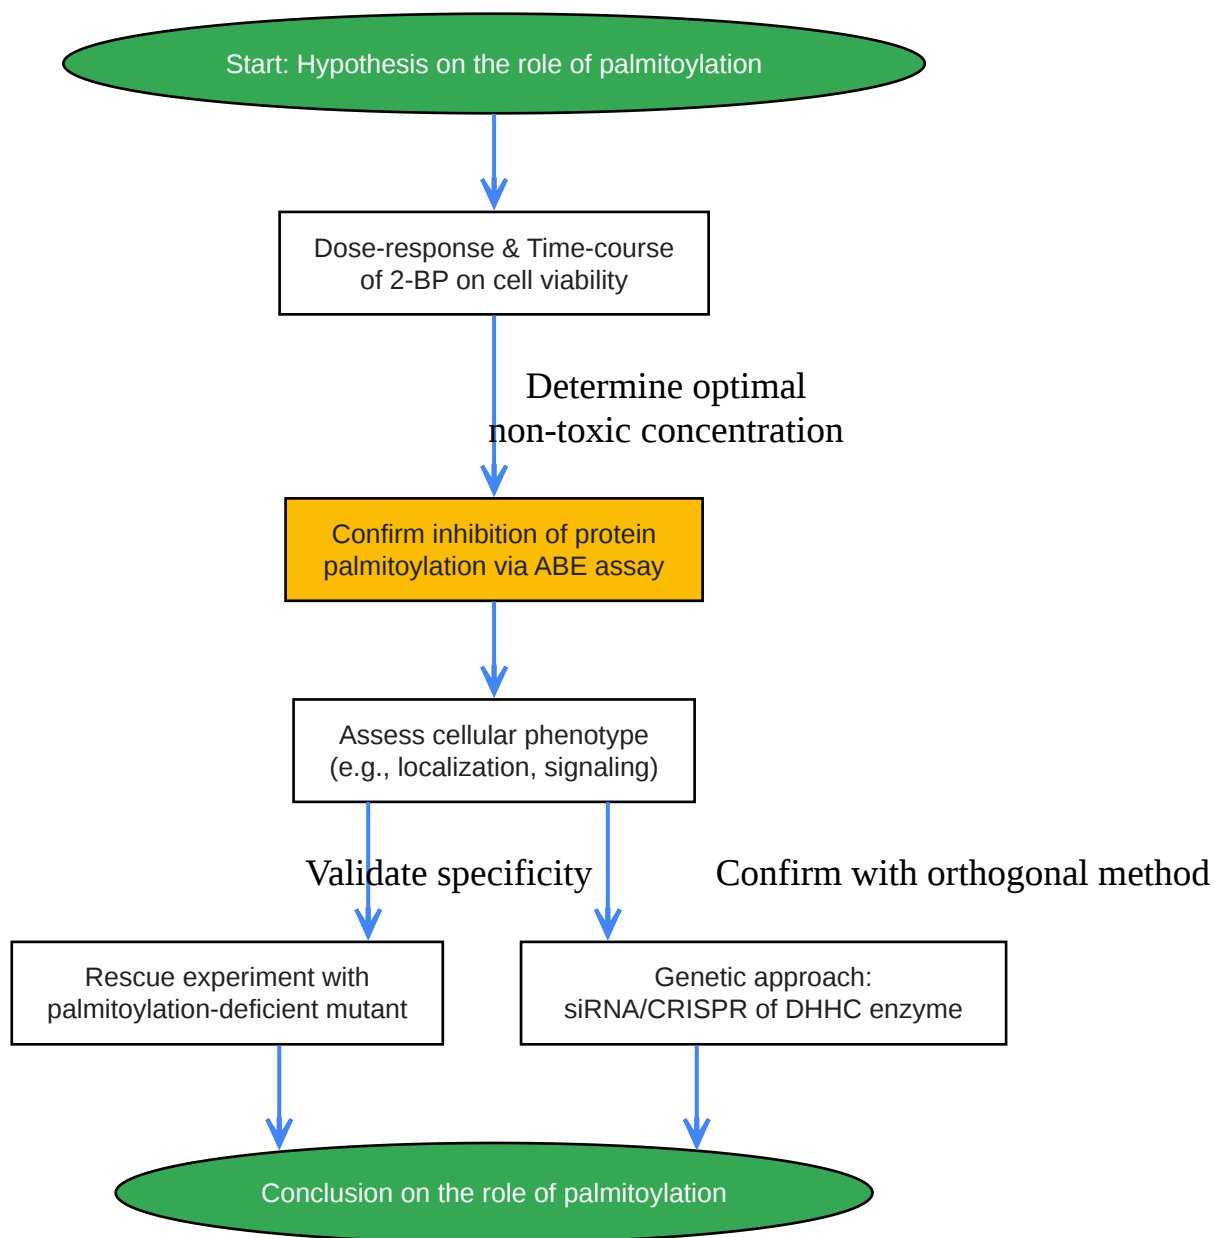 Start: Hypothesis on the role of palmitoylation
Dose-response & Time-course
of 2-BP on cell viability
Determine optimal
non-toxic concentration
Confirm inhibition of protein
palmitoylation via ABE assay
Assess cellular phenotype
(e.g., localization, signaling)
Validate specificity
Confirm with orthogonal method
Rescue experiment with
palmitoylation-deficient mutant
Genetic approach:
siRNA/CRISPR of DHHC enzyme
Conclusion on the role of palmitoylation